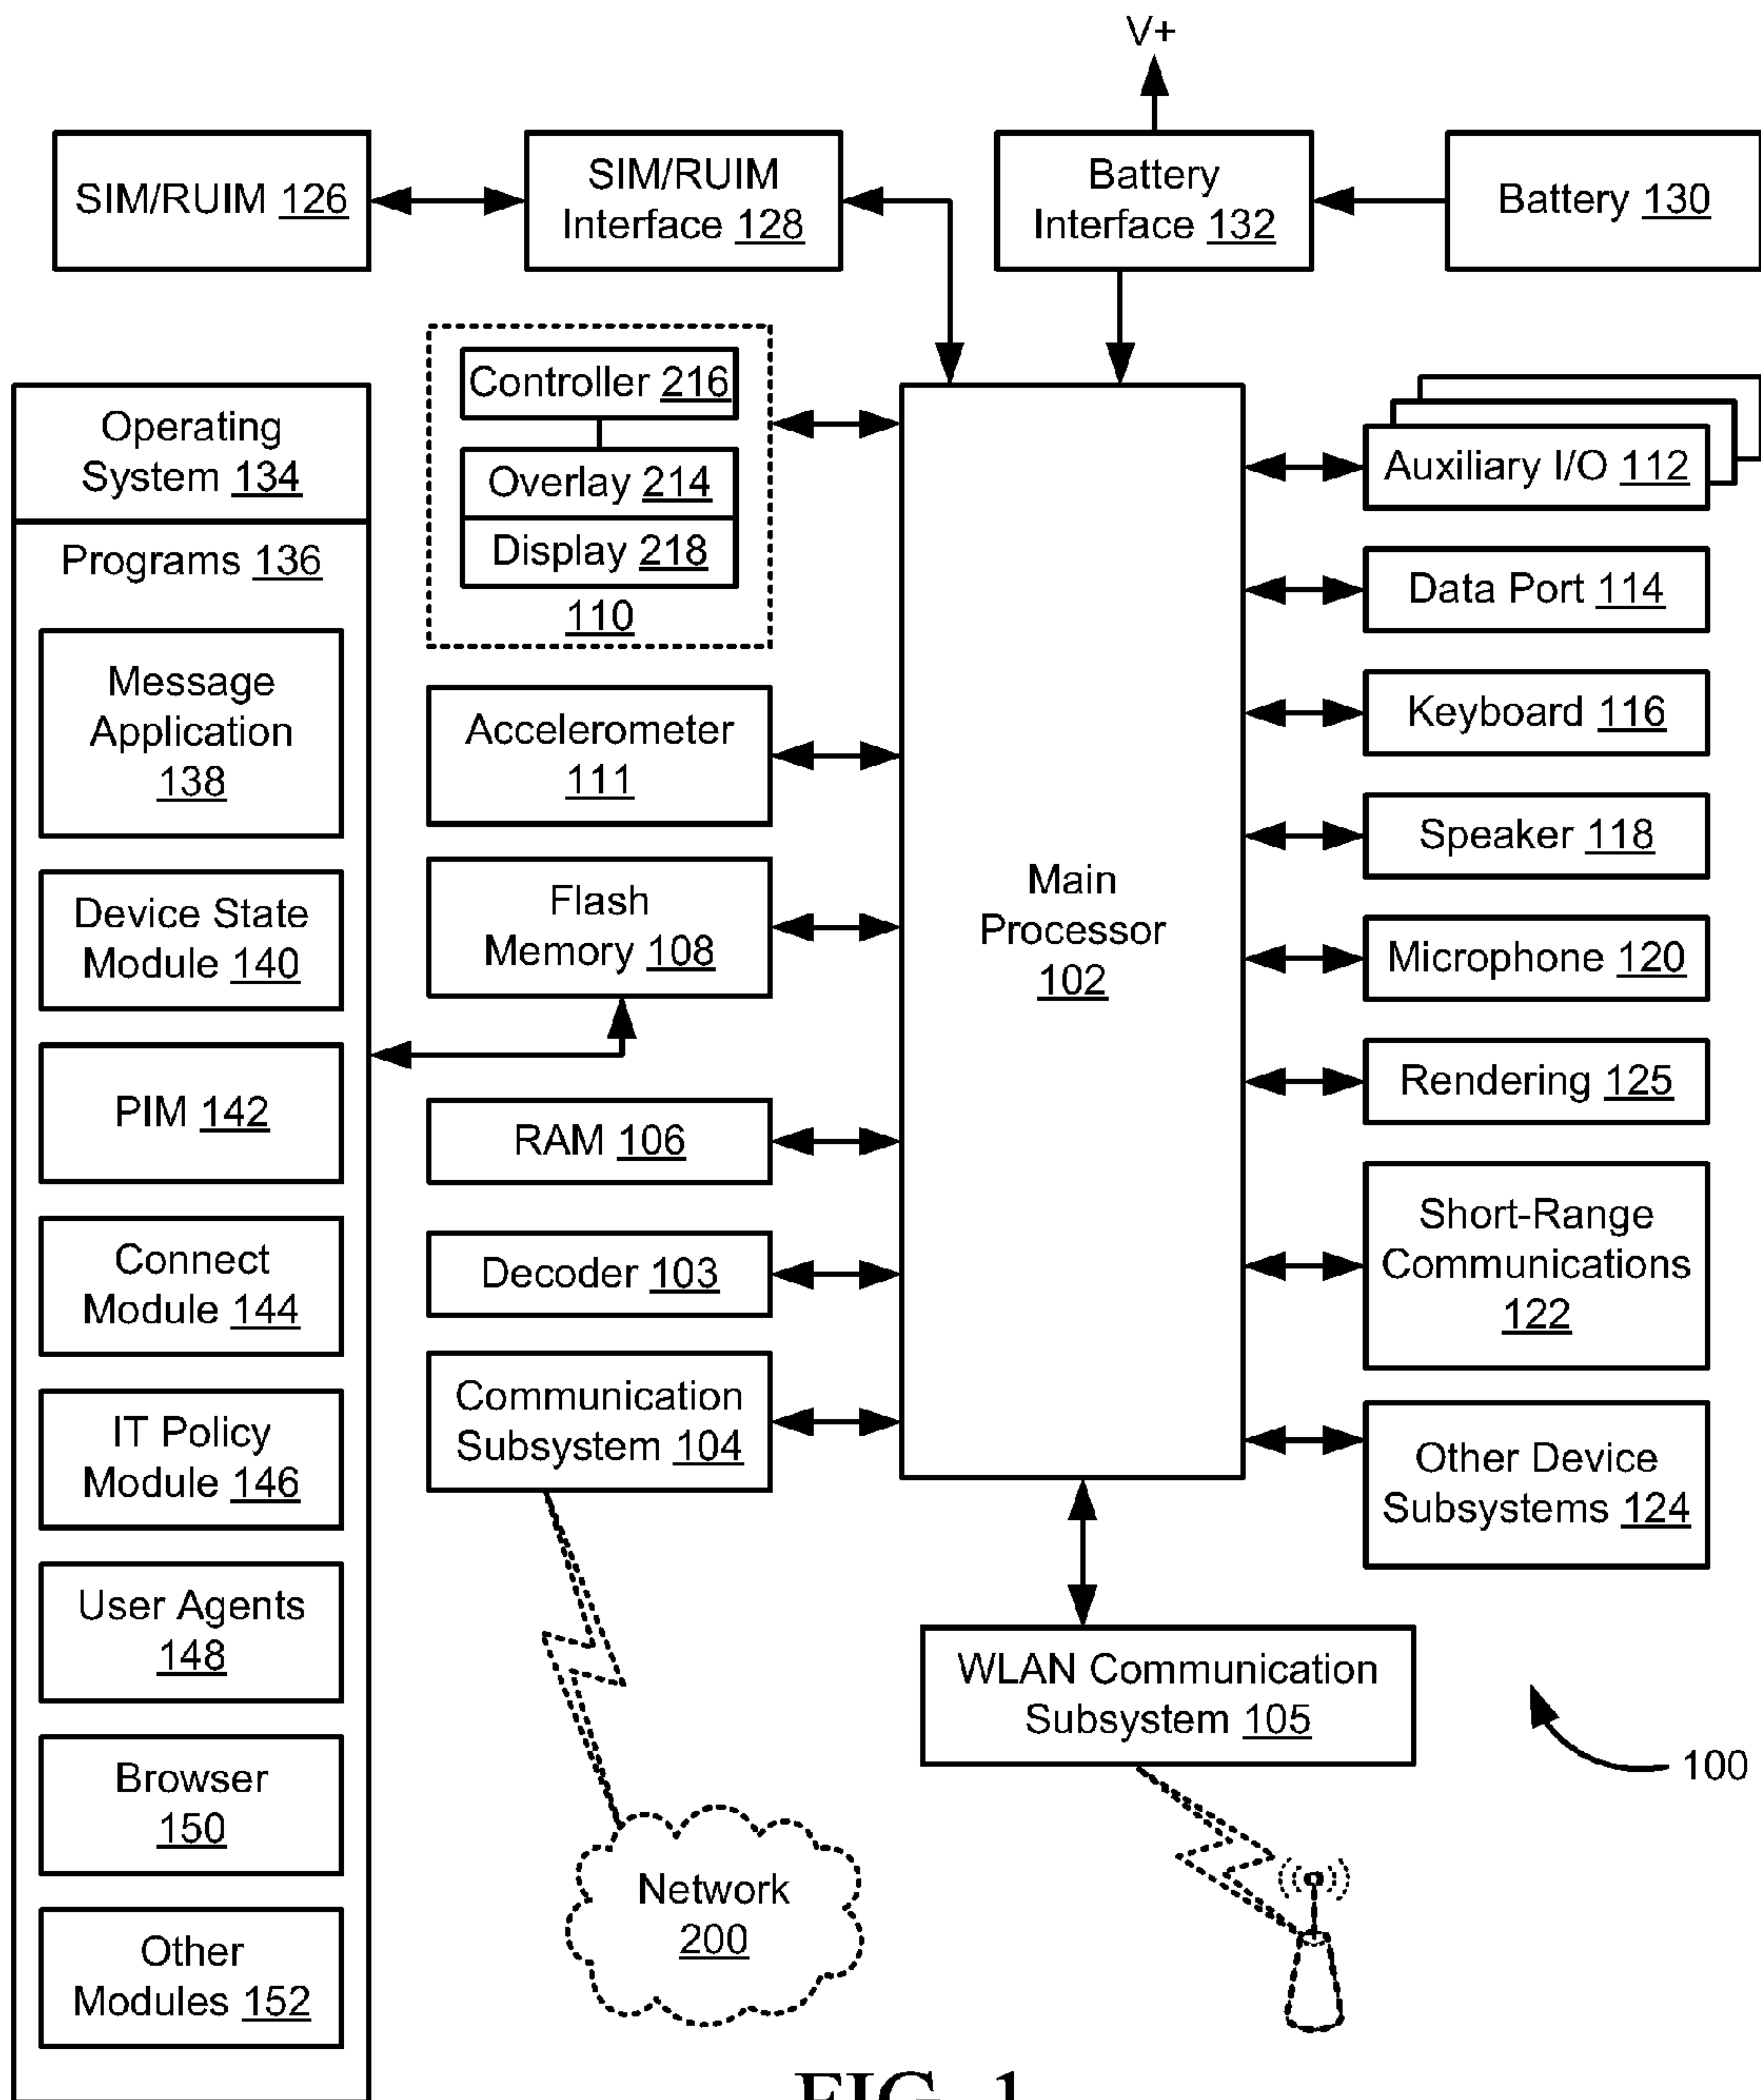 V+
SIM/RUIM 126
SIM/RUIM
Interface 128
Battery
Interface 132
Battery 130
Operating
System 134
Programs 136
Message
Application
138
Device State
Module 140
PIM 142
Connect
Module 144
IT Policy
Module 146
User Agents
148
Browser
150
Other
Modules 152
Controller 216
Overlay 214
Display 218
110
Accelerometer
111
Flash
Memory 108
RAM 106
Decoder 103
Communication
Subsystem 104
Main
Processor
102
Auxiliary I/O 112
Data Port 114
Keyboard 116
Speaker 118
Microphone 120
Rendering 125
Short-Range
Communications
122
Other Device
Subsystems 124
WLAN Communication
Subsystem 105
100
Network
200
FIG. 1